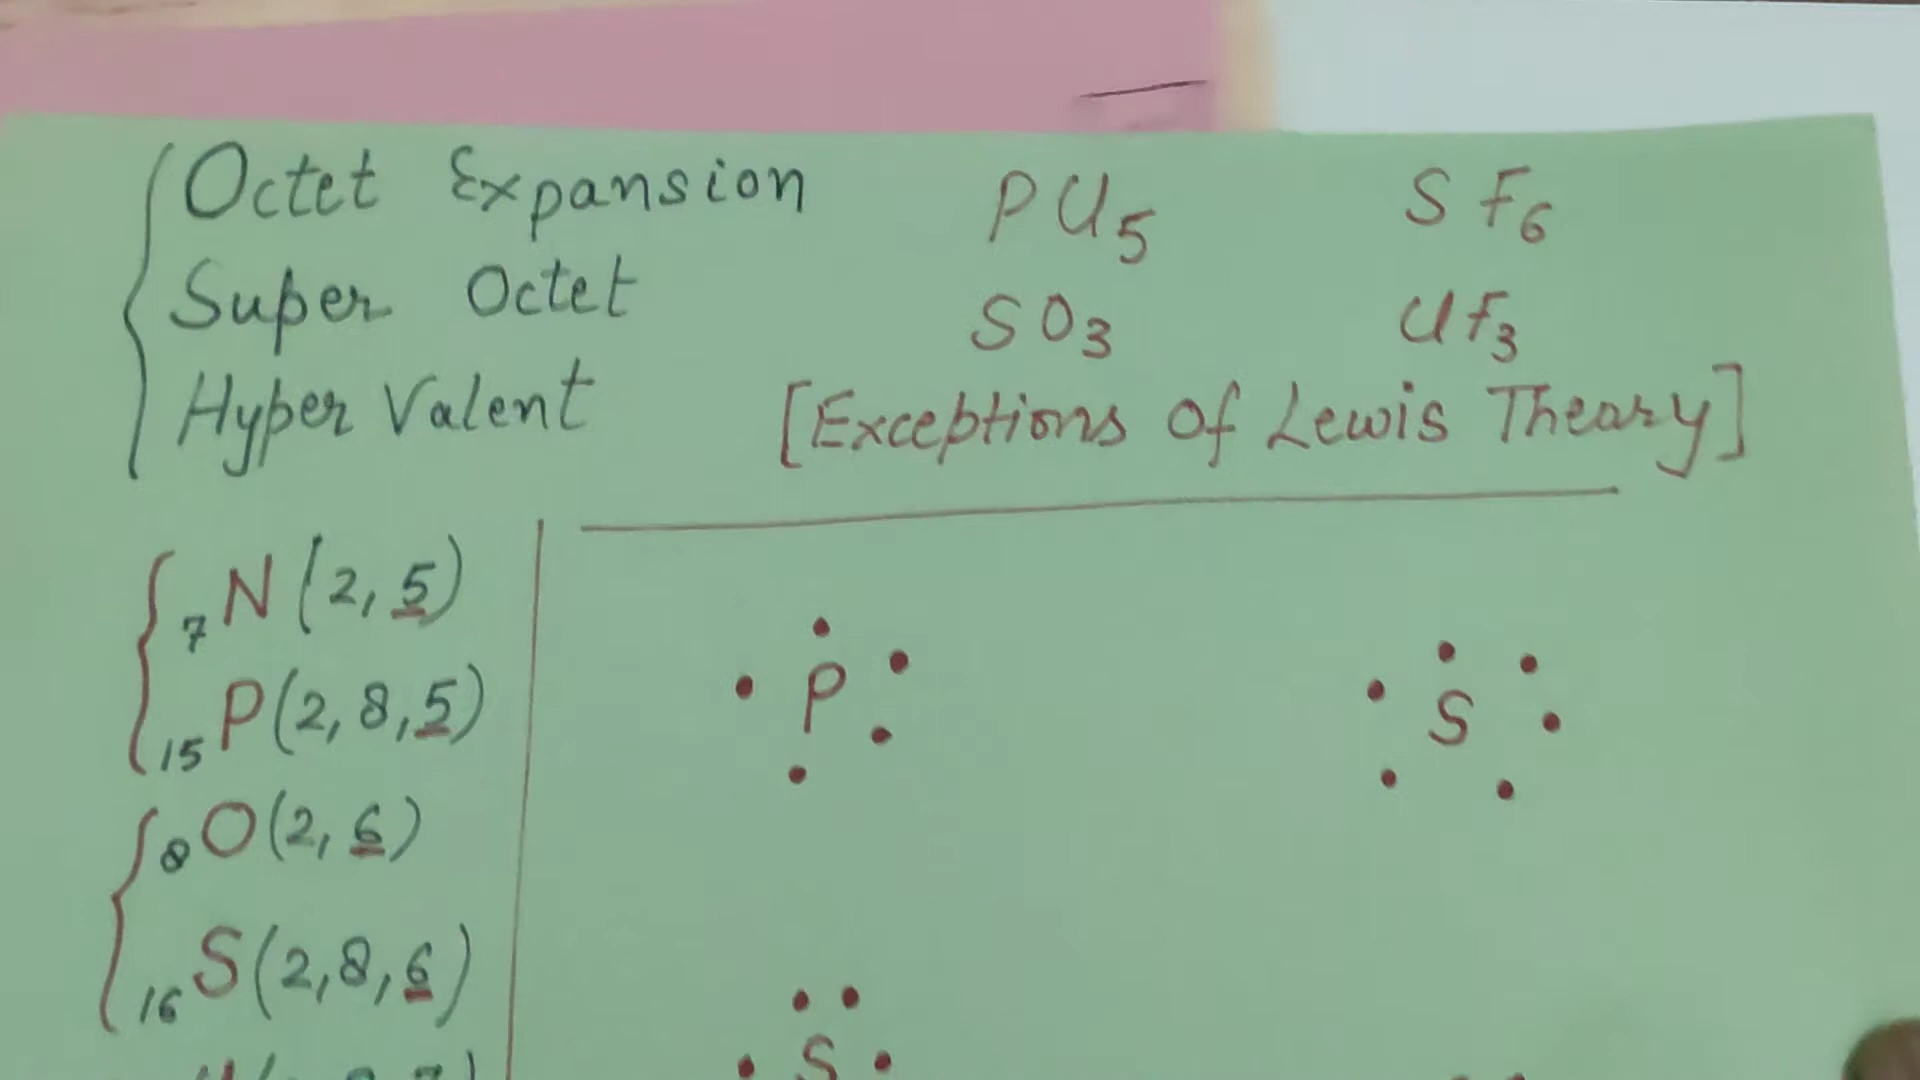 Octet Expansion
Super Octet
Hyper Valent
PCl5 SF6
SO3 ClF3
[Exceptions Of Lewis Theary]
7N(2,5)
15P(2,8,5)
8O(2,6)
16S(2,8,6)
P
S
S